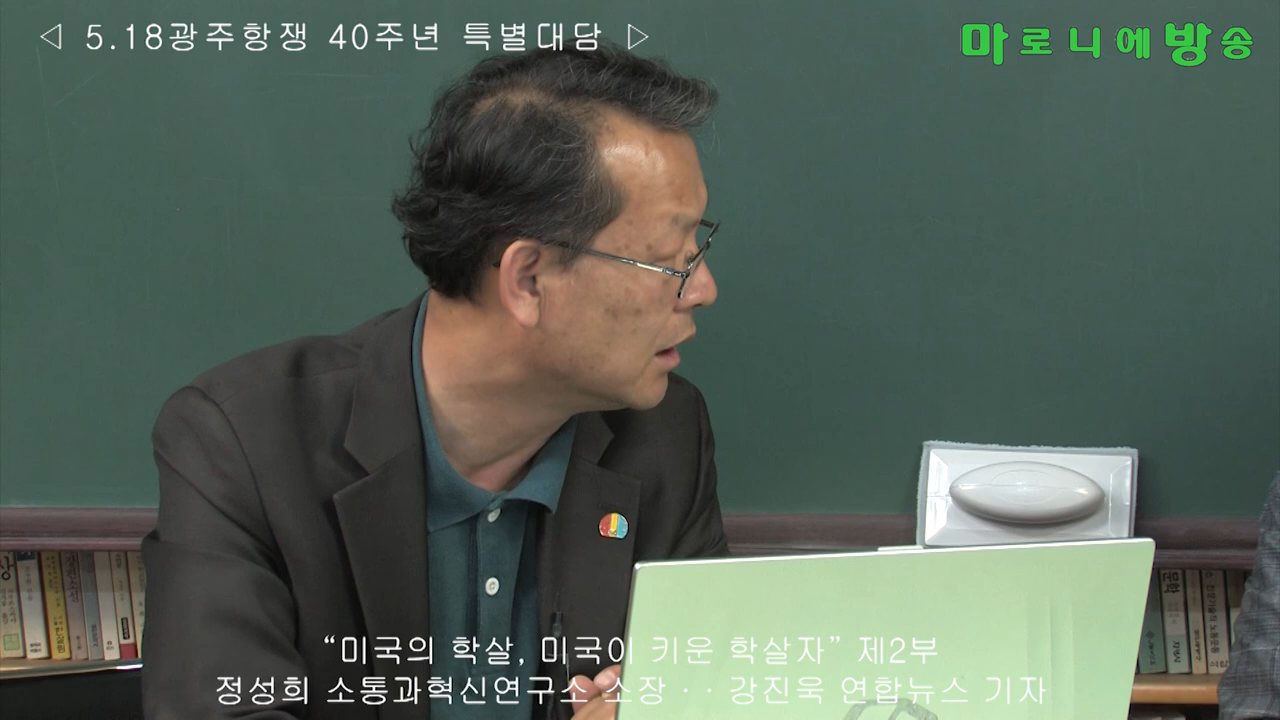 ◁ 5.18광주항쟁 40주년 특별대담 ▷
마로니에방송
“미국의 학살, 미국이 키운 학살자” 제2부
정성희 소통과혁신연구소 소장 ·· 강진욱 연합뉴스 기자